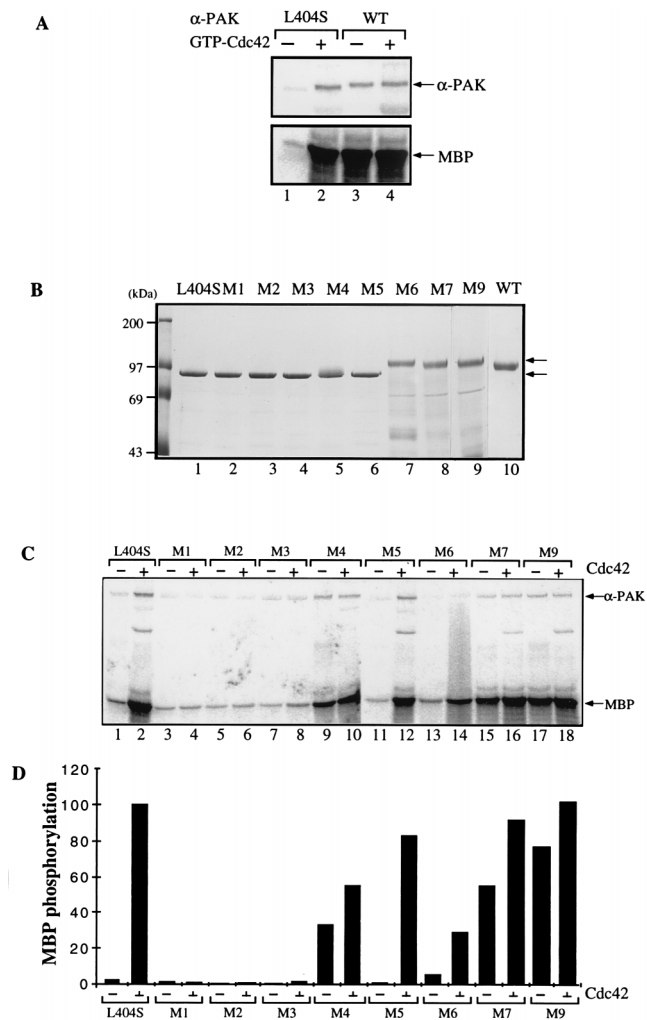 A
α-PAK L404S WT
GTP-Cdc42 − + − +
α-PAK
MBP
1 2 3 4
B
(kDa) L404S M1 M2 M3 M4 M5 M6 M7 M9 WT
200
97
69
43
1 2 3 4 5 6 7 8 9 10
C
L404S M1 M2 M3 M4 M5 M6 M7 M9
− + − + − + − + − + − + − + − + − + Cdc42
α-PAK
MBP
1 2 3 4 5 6 7 8 9 10 11 12 13 14 15 16 17 18
D
MBP phosphorylation
120
100
80
60
40
20
0
− + − + − + − + − + − + − + − + − + Cdc42
L404S M1 M2 M3 M4 M5 M6 M7 M9